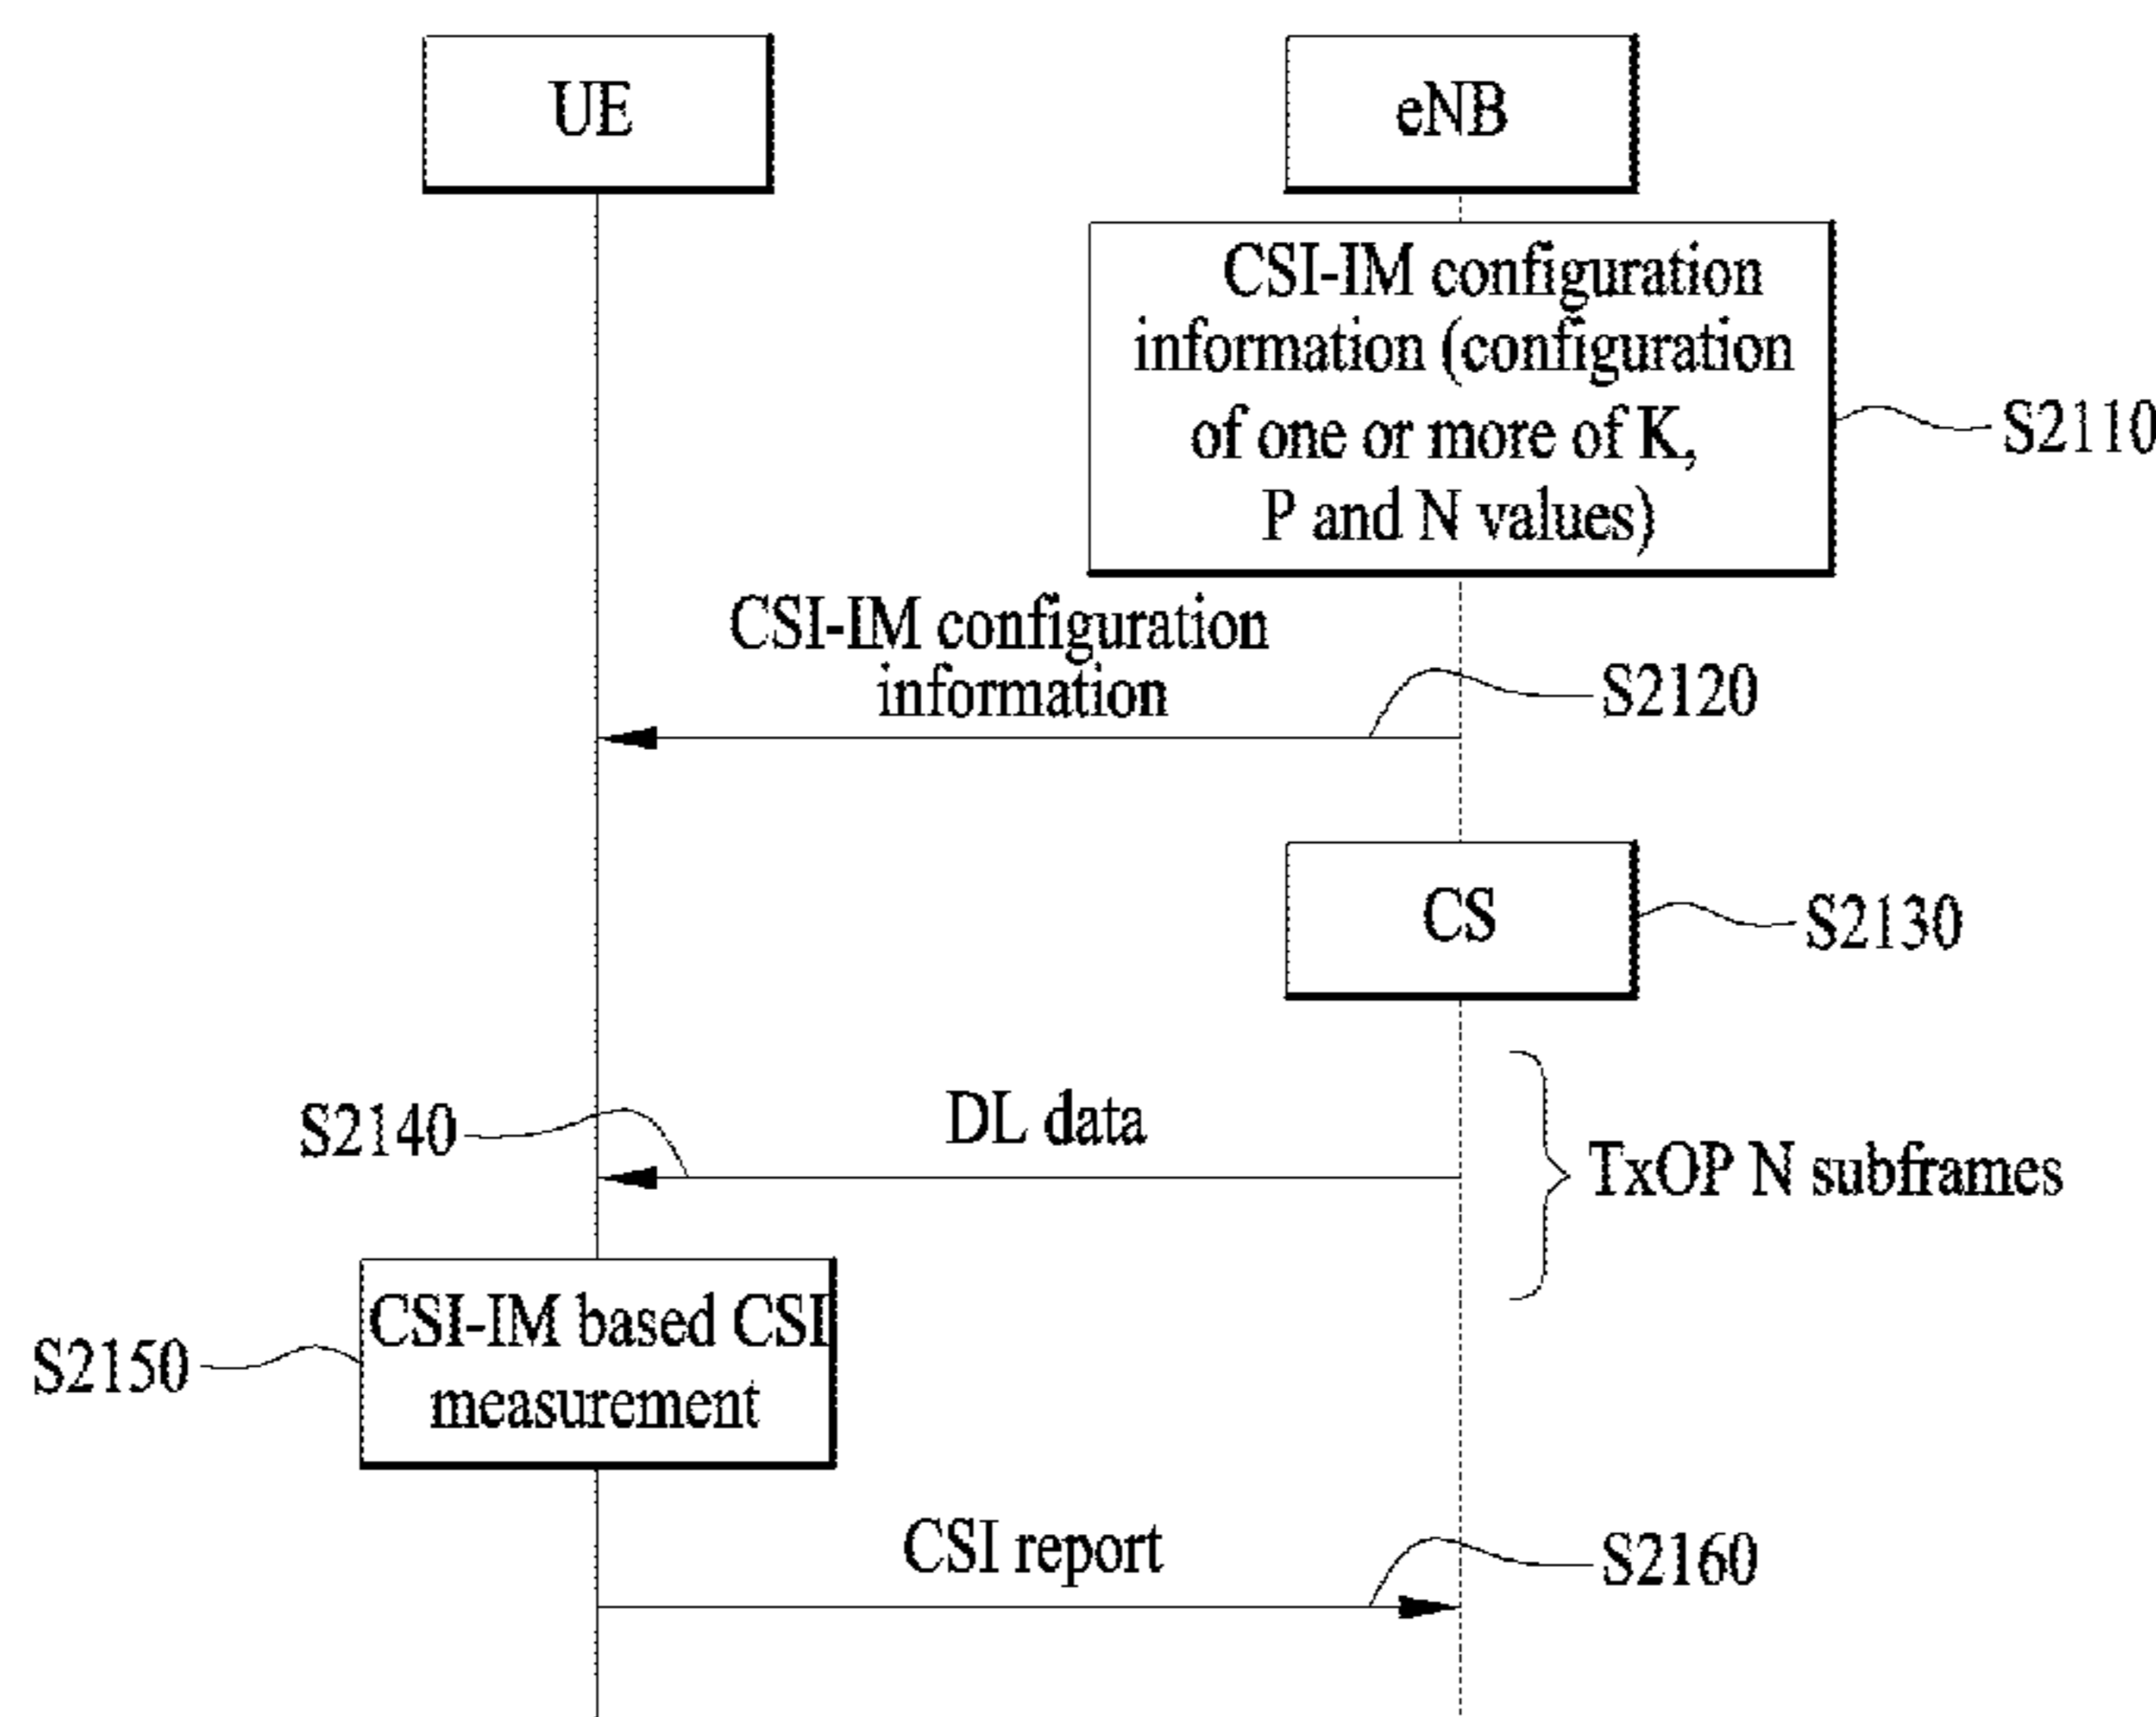 UE
eNB
CSI-IM configuration
information (configuration
of one or more of K,
P and N values)
S2110
CSI-IM configuration
information
S2120
CS
S2130
DL data
S2140
TxOP N subframes
CSI-IM based CSI
measurement
S2150
CSI report
S2160